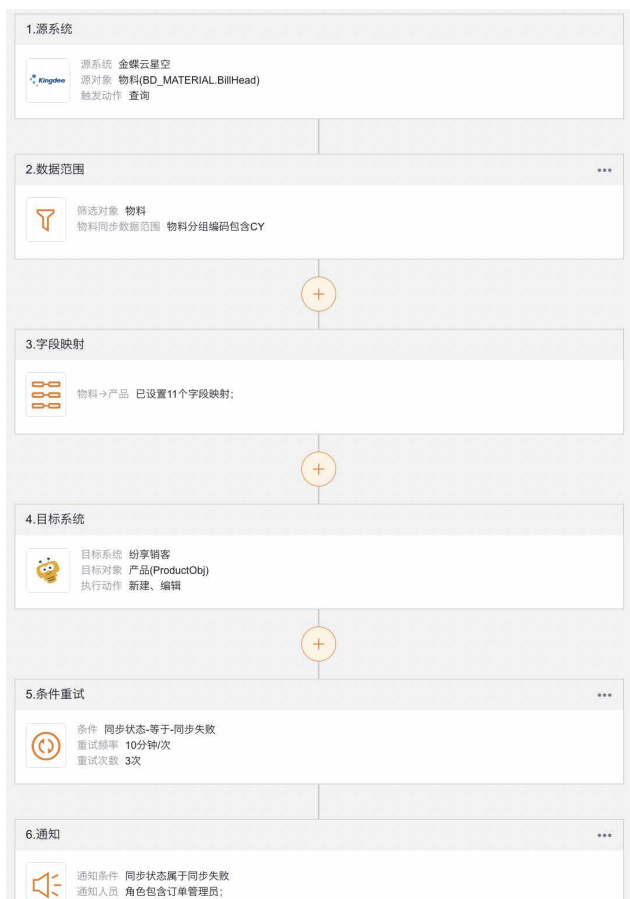 1.源系统
Kingdee
源系统 金蝶云星空
源对象 物料(BD_MATERIAL.BillHead)
触发动作 查询
2.数据范围
筛选对象 物料
物料同步数据范围 物料分组编码包含CY
3.字段映射
物料→产品 已设置11个字段映射;
4.目标系统
目标系统 纷享销客
目标对象 产品(ProductObj)
执行动作 新建、编辑
5.条件重试
条件 同步状态-等于-同步失败
重试频率 10分钟/次
重试次数 3次
6.通知
通知条件 同步状态属于同步失败
通知人员 角色包含订单管理员;